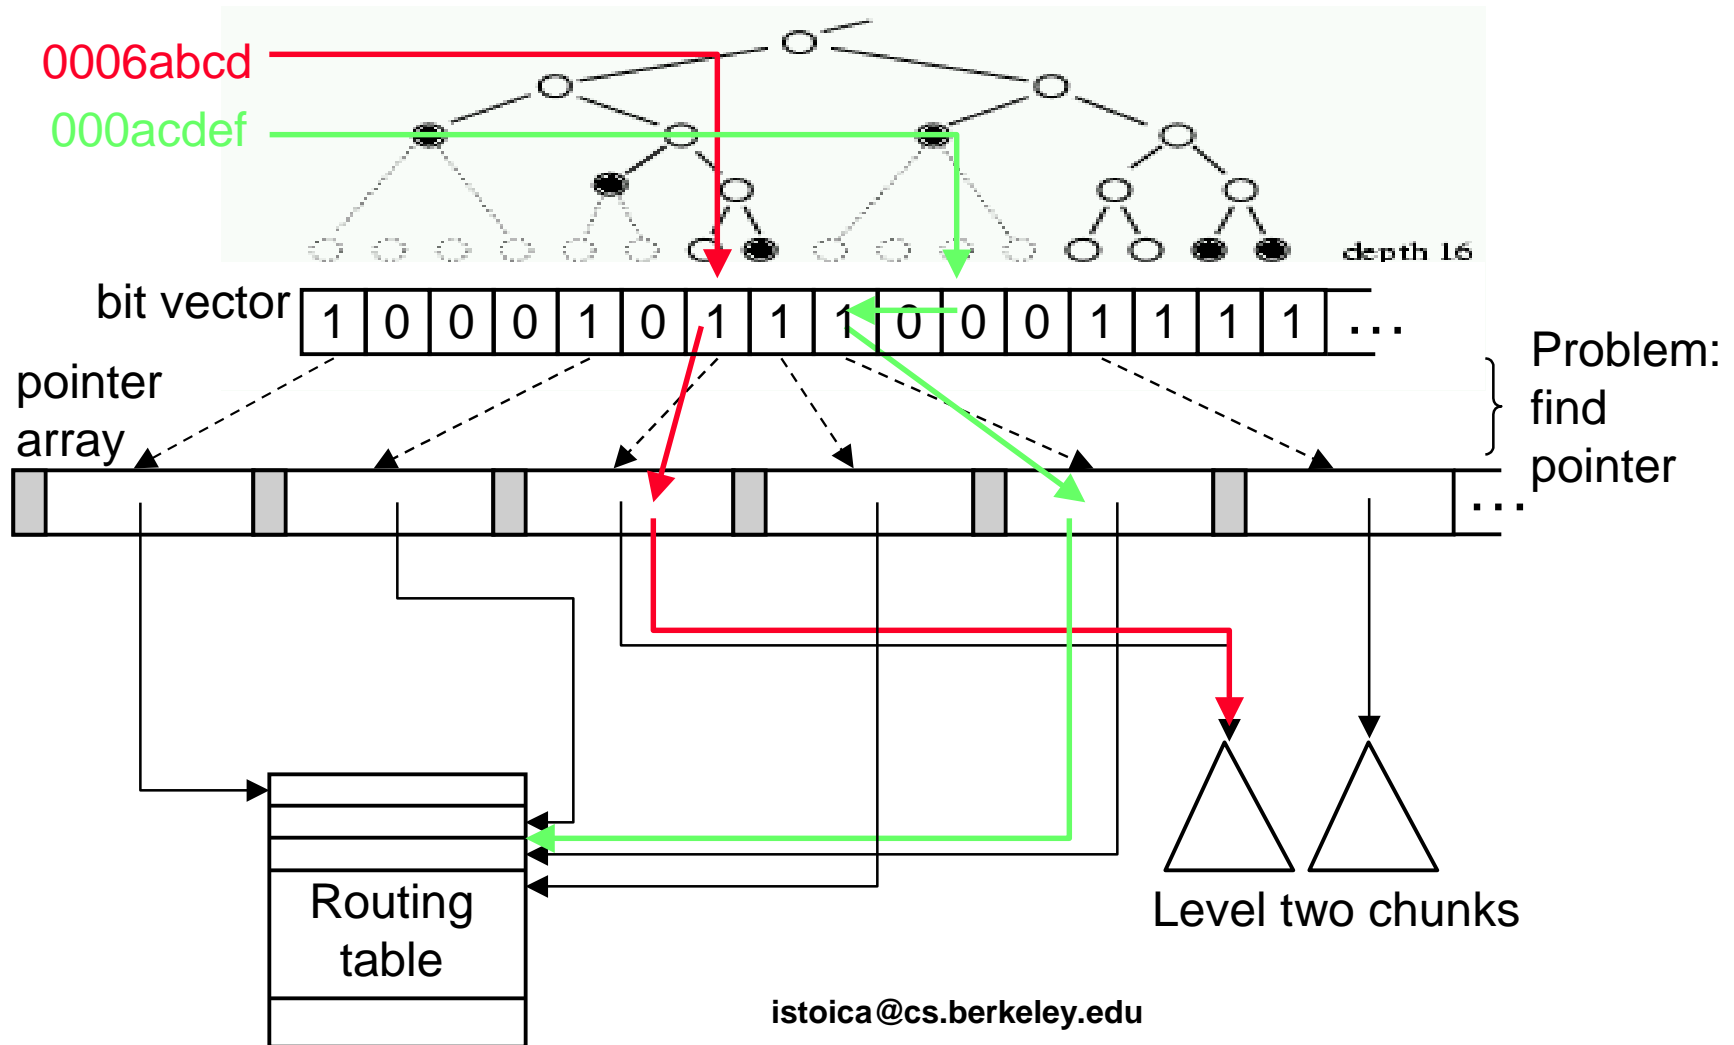 0006abcd
000acdef
depth 16
bit vector
1 0 0 0 1 0 1 1 1 0 0 0 1 1 1 1 ...
pointer
array
Problem:
find
pointer
...
Routing
table
Level two chunks
istoica@cs.berkeley.edu